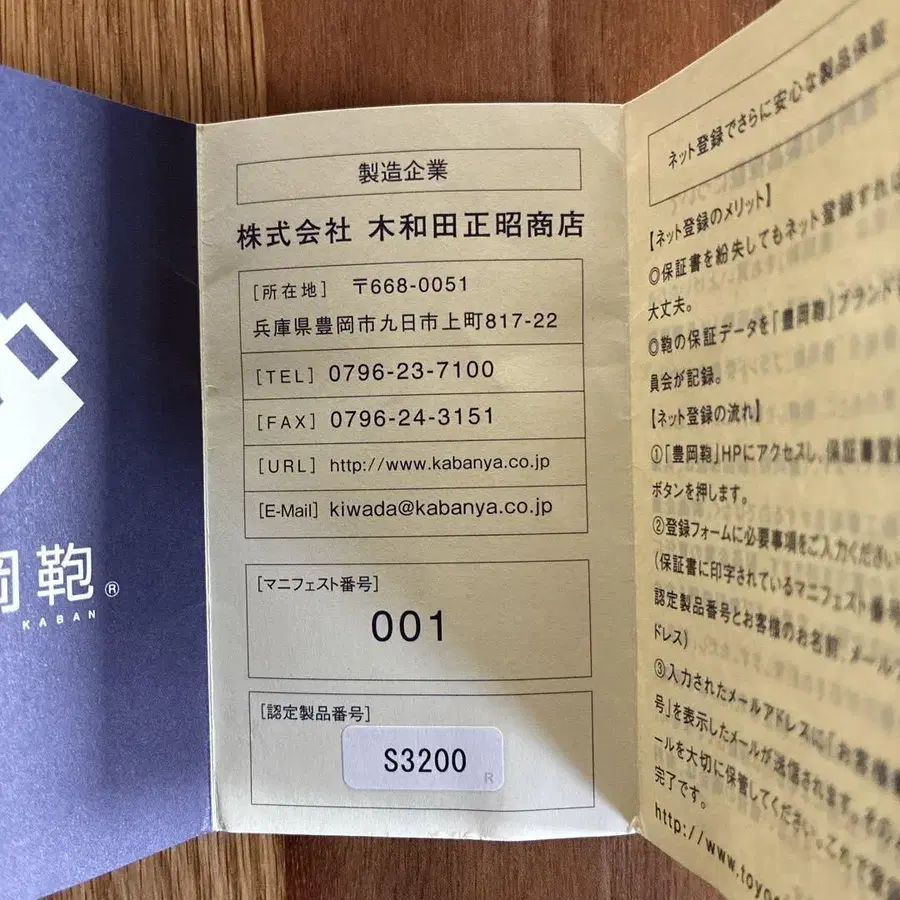 岡鞄®
KABAN
製造企業
株式会社 木和田正昭商店
[所在地] 〒668-0051
兵庫県豊岡市九日市上町817-22
[TEL] 0796-23-7100
[FAX] 0796-24-3151
[URL] http://www.kabanya.co.jp
[E-Mail] kiwada@kabanya.co.jp
[マニフェスト番号]
001
[認定製品番号]
S3200
R
ネット登録でさらに安心な製品保証
【ネット登録のメリット】
◎保証書を紛失してもネット登録すれば
大丈夫。
◎鞄の保証データを「豊岡鞄」ブランド
員会が記録。
【ネット登録の流れ】
①「豊岡鞄」HPにアクセスし、保証書登録
ボタンを押します。
②登録フォームに必要事項をご入力ください
(保証書に印字されているマニフェスト番号
認定製品番号とお客様のお名前、メールア
ドレス)
③入力されたメールアドレスに「お客様
号」を表示したメールが送信されます。その
ールを大切に保管してください。これで
完了です。
http://www.toyo